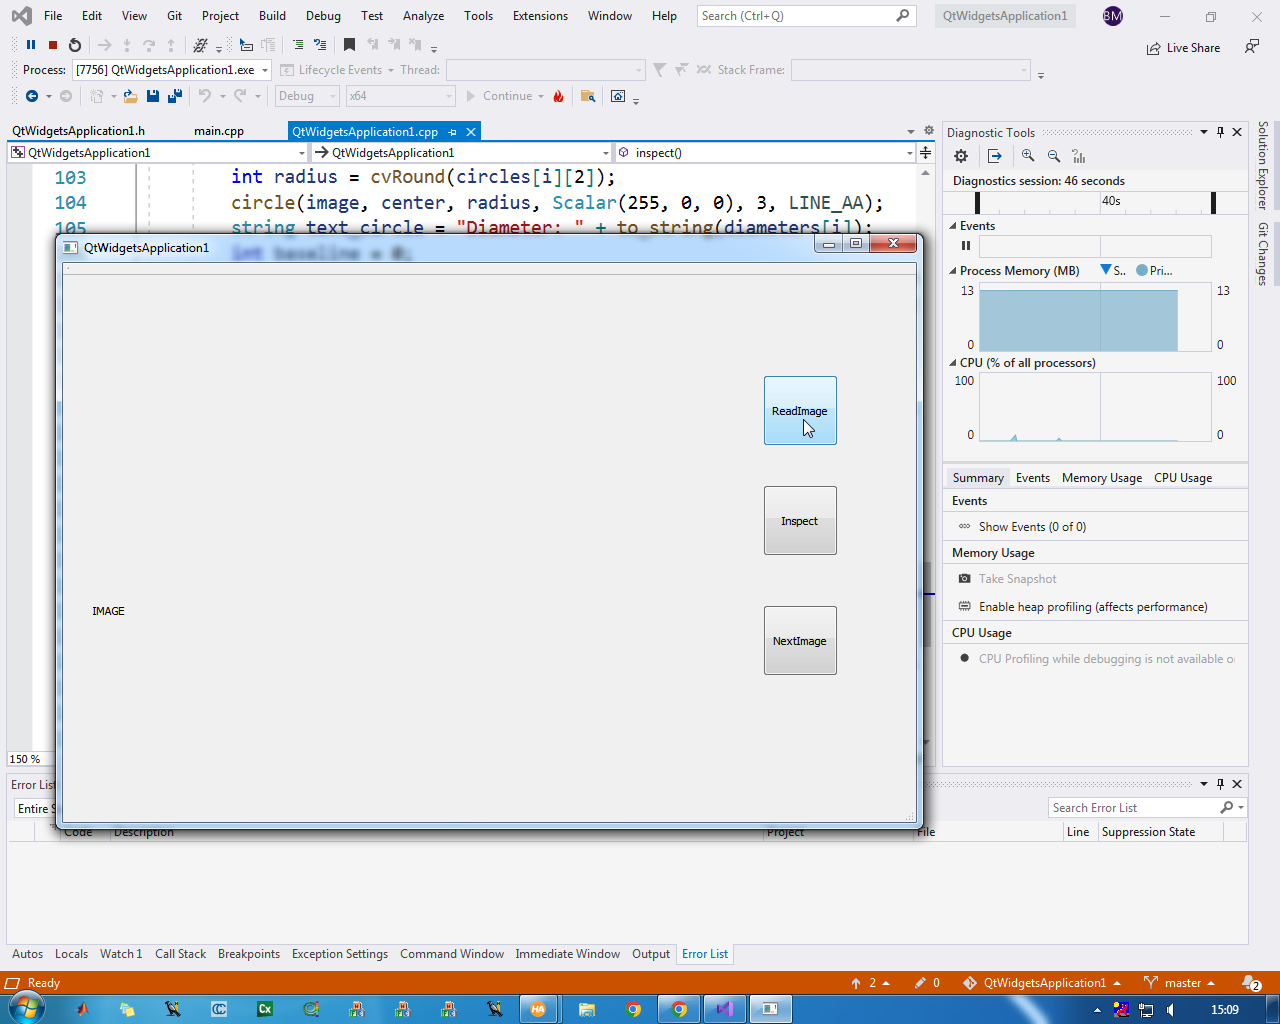 File Edit View Git Project Build Debug Test Analyze Tools Extensions Window Help Search (Ctrl+Q) QtWidgetsApplication1 BM
Live Share
Process: [7756] QtWidgetsApplication1.exe Lifecycle Events Thread: Stack Frame:
Debug x64 Continue
QtWidgetsApplication1.h main.cpp QtWidgetsApplication1.cpp
QtWidgetsApplication1 QtWidgetsApplication1 inspect()
103 int radius = cvRound(circles[i][2]);
104 circle(image, center, radius, Scalar(255, 0, 0), 3, LINE_AA);
105 string text_circle = "Diameter: " + to_string(diameters[i]);
int baseline = 0;
QtWidgetsApplication1
ReadImage
Inspect
IMAGE
NextImage
150 %
Diagnostic Tools
Diagnostics session: 46 seconds
40s
Events
Process Memory (MB) S.. Pri...
13 13
0 0
CPU (% of all processors)
100 100
0 0
Summary Events Memory Usage CPU Usage
Events
Show Events (0 of 0)
Memory Usage
Take Snapshot
Enable heap profiling (affects performance)
CPU Usage
CPU Profiling while debugging is not available
Solution Explorer
Git Changes
Error List
Entire S
Search Error List
Code Description Project File Line Suppression State
Autos Locals Watch 1 Call Stack Breakpoints Exception Settings Command Window Immediate Window Output Error List
Ready 2 0 QtWidgetsApplication1 master 2
15:09